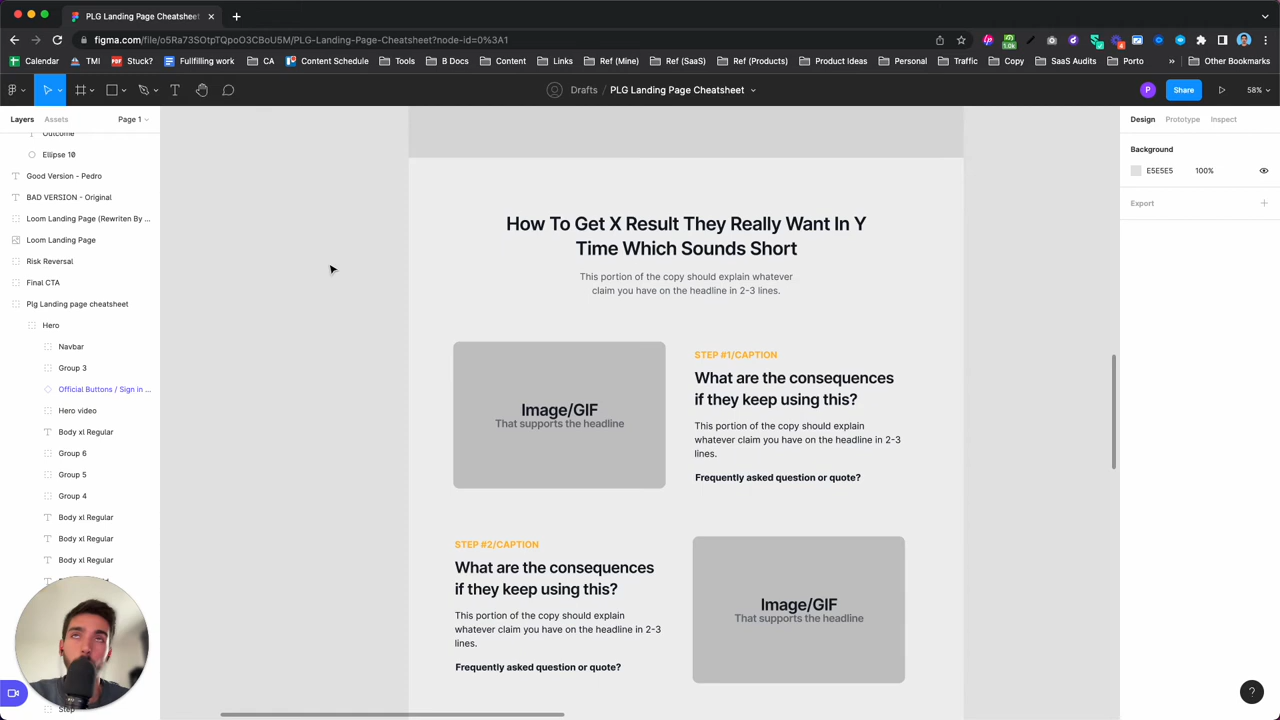 PLG Landing Page Cheatsheet
figma.com/file/o5Ra73SOtpTQpoO3CBoU5M/PLG-Landing-Page-Cheatsheet?node-id=0%3A1
1.0k
4
Calendar
TMI
PDF
Stuck?
Fullfilling work
CA
Content Schedule
Tools
B Docs
Content
Links
Ref (Mine)
Ref (SaaS)
Ref (Products)
Product Ideas
Personal
Traffic
Copy
SaaS Audits
Other Bookmarks
Drafts / PLG Landing Page Cheatsheet
P
Share
58%
Layers
Assets
Page 1
Design
Prototype
Inspect
Background
E5E5E5
100%
Export
Outcome
Ellipse 10
Good Version - Pedro
BAD VERSION - Original
Loom Landing Page (Rewriten By ...
Loom Landing Page
Risk Reversal
Final CTA
Plg Landing page cheatsheet
Hero
Navbar
Group 3
Official Buttons / Sign in ...
Hero video
Body xl Regular
Group 6
Group 5
Group 4
Body xl Regular
Body xl Regular
Body xl Regular
Step
How To Get X Result They Really Want In Y
Time Which Sounds Short
This portion of the copy should explain whatever
claim you have on the headline in 2-3 lines.
Image/GIF
That supports the headline
STEP #1/CAPTION
What are the consequences
if they keep using this?
This portion of the copy should explain
whatever claim you have on the headline in 2-3
lines.
Frequently asked question or quote?
STEP #2/CAPTION
What are the consequences
if they keep using this?
This portion of the copy should explain
whatever claim you have on the headline in 2-3
lines.
Frequently asked question or quote?
Image/GIF
That supports the headline
?